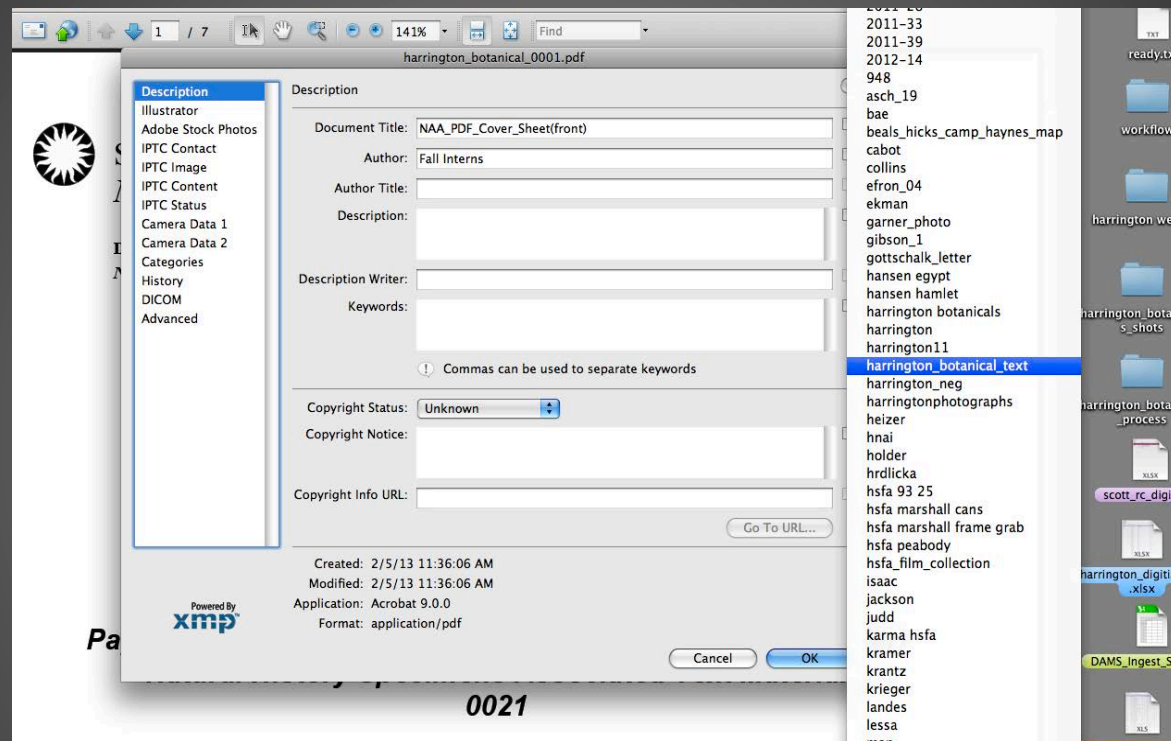 1 / 7
141%
Find
harrington_botanical_0001.pdf
Description
Illustrator
Adobe Stock Photos
IPTC Contact
IPTC Image
IPTC Content
IPTC Status
Camera Data 1
Camera Data 2
Categories
History
DICOM
Advanced
Powered By
xmp
Description
Document Title: NAA_PDF_Cover_Sheet(front)
Author: Fall Interns
Author Title:
Description:
Description Writer:
Keywords:
! Commas can be used to separate keywords
Copyright Status: Unknown
Copyright Notice:
Copyright Info URL:
Go To URL...
Created: 2/5/13 11:36:06 AM
Modified: 2/5/13 11:36:06 AM
Application: Acrobat 9.0.0
Format: application/pdf
Cancel OK
Pa
0021
2011-33
2011-39
2012-14
948
asch_19
bae
beals_hicks_camp_haynes_map
cabot
collins
efron_04
ekman
garner_photo
gibson_1
gottschalk_letter
hansen egypt
hansen hamlet
harrington botanicals
harrington
harrington11
harrington_botanical_text
harrington_neg
harringtonphotographs
heizer
hnai
holder
hrdlicka
hsfa 93 25
hsfa marshall cans
hsfa marshall frame grab
hsfa peabody
hsfa_film_collection
isaac
jackson
judd
karma hsfa
kramer
krantz
krieger
landes
lessa
TXT
ready.tx
workflow
harrington we
harrington_bota
s_shots
harrington_bota
_process
XLSX
scott_rc_digi
XLSX
harrington_digiti
.xlsx
DAMS_Ingest_S
XLS